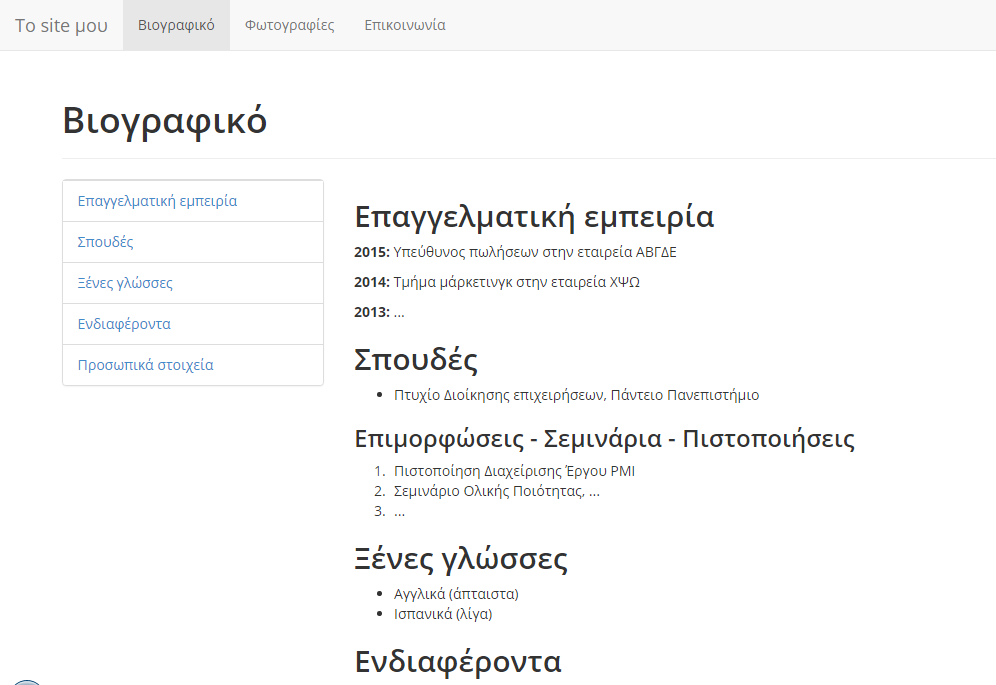 Το site μου
Βιογραφικό
Φωτογραφίες
Επικοινωνία
Βιογραφικό
Επαγγελματική εμπειρία
Σπουδές
Ξένες γλώσσες
Ενδιαφέροντα
Προσωπικά στοιχεία
Επαγγελματική εμπειρία
2015: Υπεύθυνος πωλήσεων στην εταιρεία ΑΒΓΔΕ
2014: Τμήμα μάρκετινγκ στην εταιρεία ΧΨΩ
2013: ...
Σπουδές
• Πτυχίο Διοίκησης επιχειρήσεων, Πάντειο Πανεπιστήμιο
Επιμορφώσεις - Σεμινάρια - Πιστοποιήσεις
1. Πιστοποίηση Διαχείρισης Έργου PMI
2. Σεμινάριο Ολικής Ποιότητας, ...
3. ...
Ξένες γλώσσες
• Αγγλικά (άπταιστα)
• Ισπανικά (λίγα)
Ενδιαφέροντα